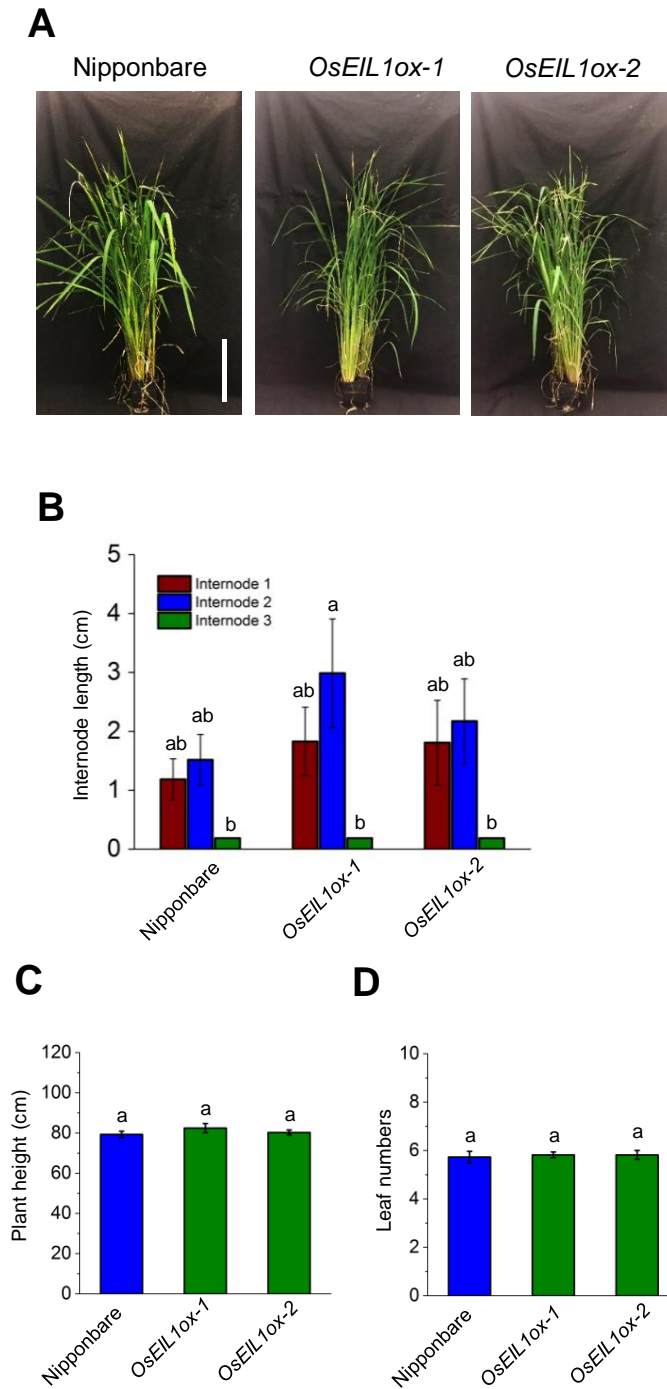 A
Nipponbare OsEIL1ox-1 OsEIL1ox-2
B
Internode length (cm)
5
4
3
2
1
0
Internode 1
Internode 2
Internode 3
ab ab b
ab a b
ab ab b
Nipponbare OsEIL1ox-1 OsEIL1ox-2
C
Plant height (cm)
120
100
80
60
40
20
0
a a a
Nipponbare OsEIL1ox-1 OsEIL1ox-2
D
Leaf numbers
10
8
6
4
2
0
a a a
Nipponbare OsEIL1ox-1 OsEIL1ox-2